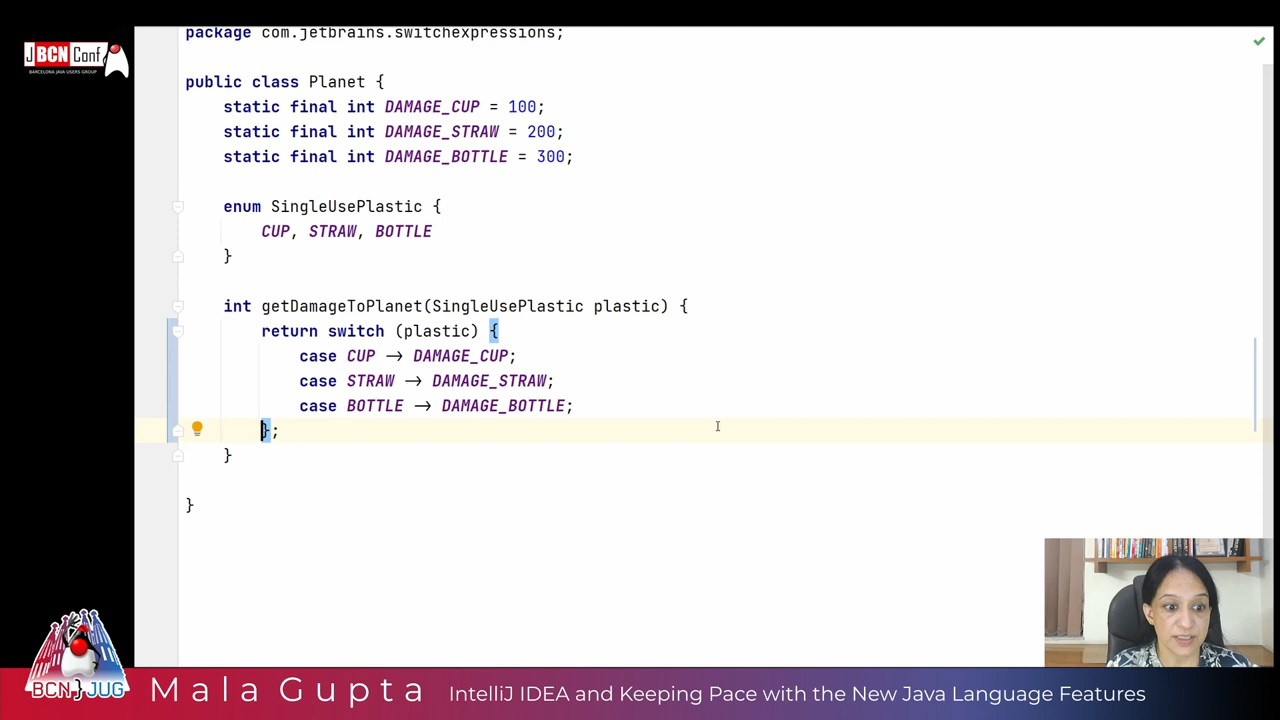 JBCNConf
BARCELONA JAVA USERS GROUP
package com.jetbrains.switchexpressions;
public class Planet {
static final int DAMAGE_CUP = 100;
static final int DAMAGE_STRAW = 200;
static final int DAMAGE_BOTTLE = 300;
enum SingleUsePlastic {
CUP, STRAW, BOTTLE
}
int getDamageToPlanet(SingleUsePlastic plastic) {
return switch (plastic) {
case CUP -> DAMAGE_CUP;
case STRAW -> DAMAGE_STRAW;
case BOTTLE -> DAMAGE_BOTTLE;
};
}
}
BCN}JUG
Mala Gupta
IntelliJ IDEA and Keeping Pace with the New Java Language Features